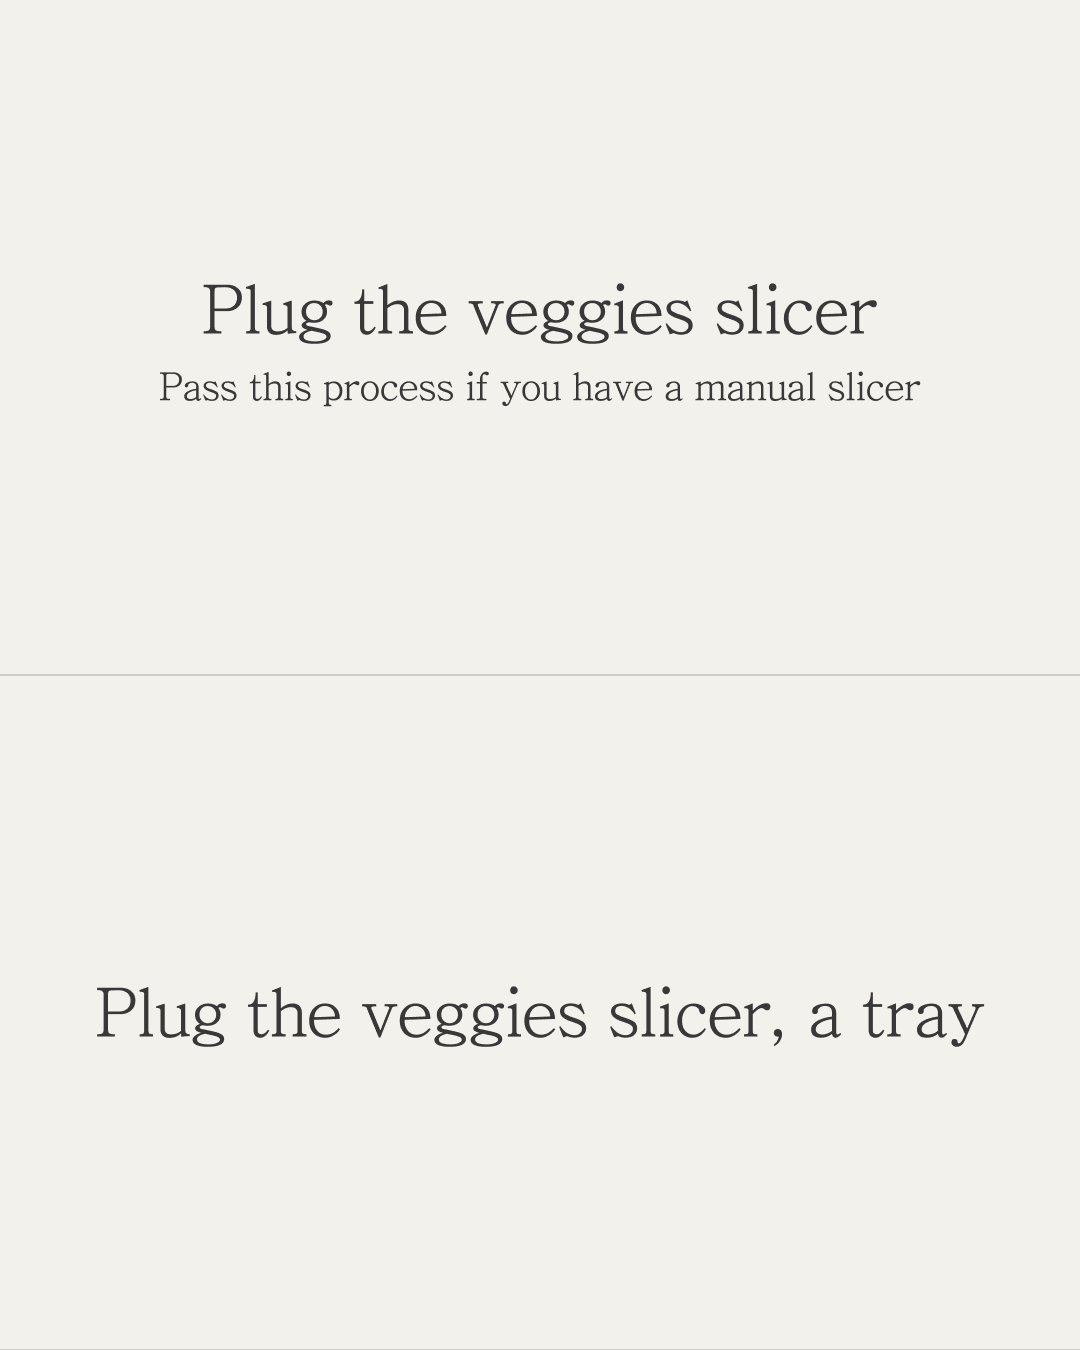 Plug the veggies slicer
Pass this process if you have a manual slicer
Plug the veggies slicer, a tray